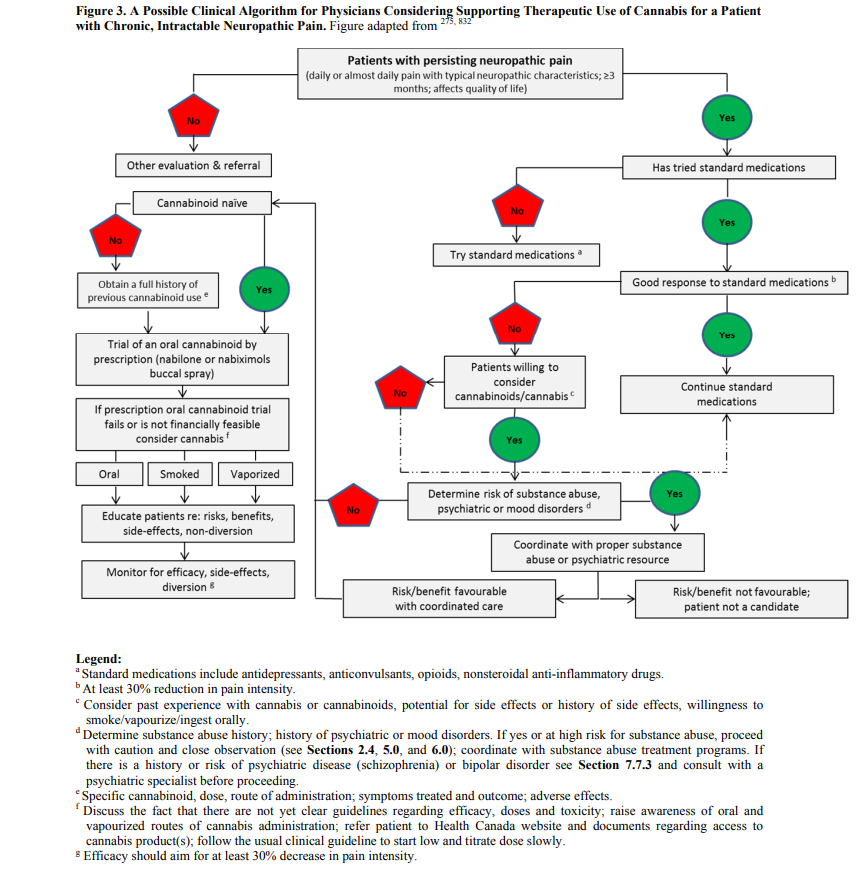 Figure 3. A Possible Clinical Algorithm for Physicians Considering Supporting Therapeutic Use of Cannabis for a Patient
with Chronic, Intractable Neuropathic Pain. Figure adapted from 275, 832
Patients with persisting neuropathic pain
(daily or almost daily pain with typical neuropathic characteristics; ≥3
months; affects quality of life)
No
Yes
Other evaluation & referral
Has tried standard medications
Cannabinoid naïve
No
Yes
No
Try standard medications a
Good response to standard medications b
Obtain a full history of
previous cannabinoid use e
Yes
No
Yes
Trial of an oral cannabinoid by
prescription (nabilone or nabiximols
buccal spray)
Patients willing to
consider
cannabinoids/cannabis c
No
Continue standard
medications
If prescription oral cannabinoid trial
fails or is not financially feasible
consider cannabis f
Yes
Oral
Smoked
Vaporized
Determine risk of substance abuse,
psychiatric or mood disorders d
No
Yes
Educate patients re: risks, benefits,
side-effects, non-diversion
Coordinate with proper substance
abuse or psychiatric resource
Monitor for efficacy, side-effects,
diversion g
Risk/benefit favourable
with coordinated care
Risk/benefit not favourable;
patient not a candidate
Legend:
a Standard medications include antidepressants, anticonvulsants, opioids, nonsteroidal anti-inflammatory drugs.
b At least 30% reduction in pain intensity.
c Consider past experience with cannabis or cannabinoids, potential for side effects or history of side effects, willingness to
smoke/vapourize/ingest orally.
d Determine substance abuse history; history of psychiatric or mood disorders. If yes or at high risk for substance abuse, proceed
with caution and close observation (see Sections 2.4, 5.0, and 6.0); coordinate with substance abuse treatment programs. If
there is a history or risk of psychiatric disease (schizophrenia) or bipolar disorder see Section 7.7.3 and consult with a
psychiatric specialist before proceeding.
e Specific cannabinoid, dose, route of administration; symptoms treated and outcome; adverse effects.
f Discuss the fact that there are not yet clear guidelines regarding efficacy, doses and toxicity; raise awareness of oral and
vapourized routes of cannabis administration; refer patient to Health Canada website and documents regarding access to
cannabis product(s); follow the usual clinical guideline to start low and titrate dose slowly.
g Efficacy should aim for at least 30% decrease in pain intensity.